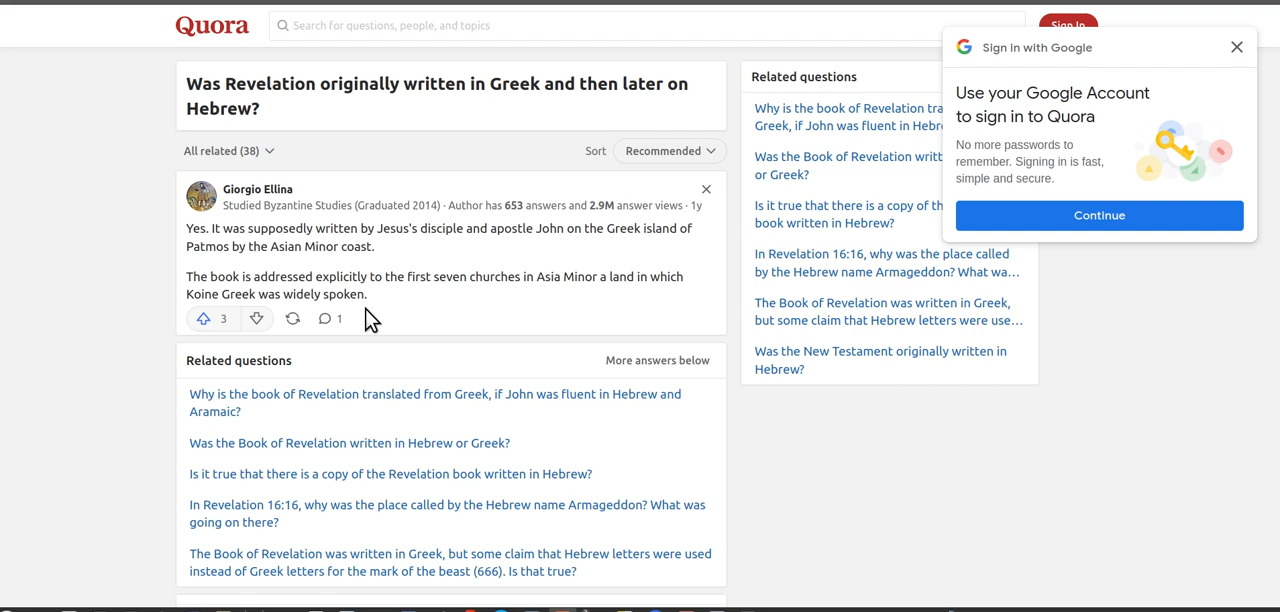 Quora
Search for questions, people, and topics
Sign In
Was Revelation originally written in Greek and then later on
Hebrew?
All related (38)
Sort
Recommended
Giorgio Ellina
Studied Byzantine Studies (Graduated 2014) · Author has 653 answers and 2.9M answer views · 1y
Yes. It was supposedly written by Jesus's disciple and apostle John on the Greek island of
Patmos by the Asian Minor coast.
The book is addressed explicitly to the first seven churches in Asia Minor a land in which
Koine Greek was widely spoken.
3
1
Related questions
More answers below
Why is the book of Revelation translated from Greek, if John was fluent in Hebrew and
Aramaic?
Was the Book of Revelation written in Hebrew or Greek?
Is it true that there is a copy of the Revelation book written in Hebrew?
In Revelation 16:16, why was the place called by the Hebrew name Armageddon? What was
going on there?
The Book of Revelation was written in Greek, but some claim that Hebrew letters were used
instead of Greek letters for the mark of the beast (666). Is that true?
Related questions
Why is the book of Revelation tra
Greek, if John was fluent in Hebr
Was the Book of Revelation writt
or Greek?
Is it true that there is a copy of th
book written in Hebrew?
In Revelation 16:16, why was the place called
by the Hebrew name Armageddon? What wa...
The Book of Revelation was written in Greek,
but some claim that Hebrew letters were use...
Was the New Testament originally written in
Hebrew?
Sign in with Google
Use your Google Account
to sign in to Quora
No more passwords to
remember. Signing in is fast,
simple and secure.
Continue